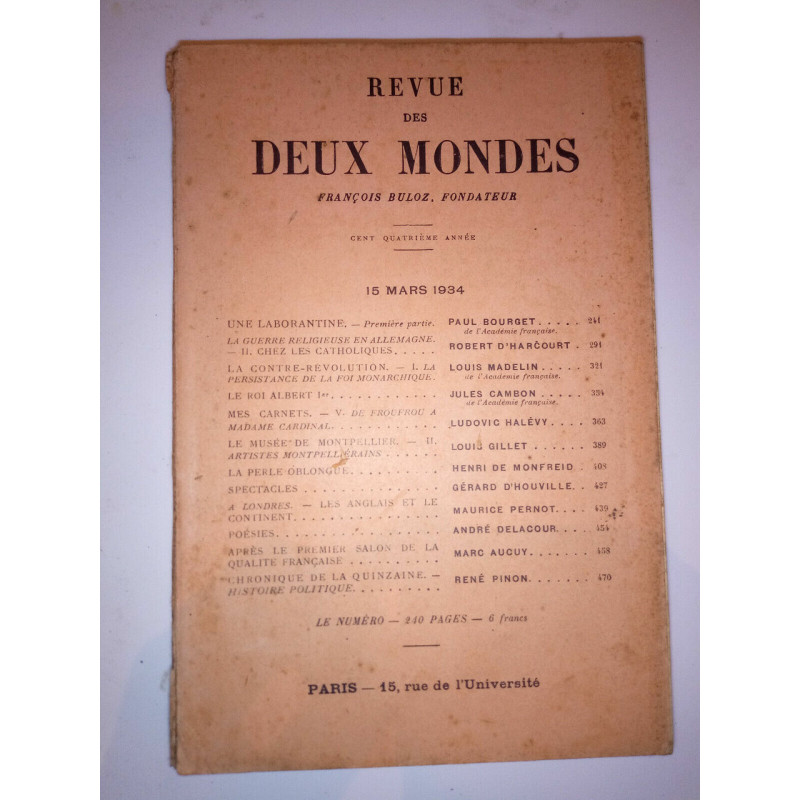 REVUE
DES
DEUX MONDES
FRANÇOIS BULOZ, FONDATEUR
CENT QUATRIÈME ANNÉE
15 MARS 1934
UNE LABORANTINE. — Première partie. PAUL BOURGET. . . . . 241
de l'Académie française.
LA GUERRE RELIGIEUSE EN ALLEMAGNE.
— II. CHEZ LES CATHOLIQUES. . . . . ROBERT D'HARCOURT . 291
LA CONTRE-REVOLUTION. — I. LA LOUIS MADELIN . . . . . 321
PERSISTANCE DE LA FOI MONARCHIQUE. de l'Académie française.
LE ROI ALBERT Ier. . . . . . . . . . . . JULES CAMBON . . . . . 334
de l'Académie française.
MES CARNETS. — V. DE FROUFROU A
MADAME CARDINAL. . . . . . . . . . . . LUDOVIC HALÉVY. . . . 363
LE MUSÉE DE MONTPELLIER. — II.
ARTISTES MONTPELLIÉRAINS . . . . . . LOUIS GILLET . . . . . . 389
LA PERLE OBLONGUE. . . . . . . . . . HENRI DE MONFREID. . 408
SPECTACLES . . . . . . . . . . . . . . . GÉRARD D'HOUVILLE. . 427
A LONDRES. — LES ANGLAIS ET LE
CONTINENT. . . . . . . . . . . . . . . . MAURICE PERNOT. . . . 439
POÉSIES. . . . . . . . . . . . . . . . . . ANDRÉ DELACOUR. . . . 454
APRÈS LE PREMIER SALON DE LA
QUALITÉ FRANÇAISE . . . . . . . . . . MARC AUCUY. . . . . . . 458
CHRONIQUE DE LA QUINZAINE. —
HISTOIRE POLITIQUE. . . . . . . . . . RENÉ PINON. . . . . . . 470
LE NUMÉRO — 240 PAGES — 6 francs
PARIS — 15, rue de l'Université